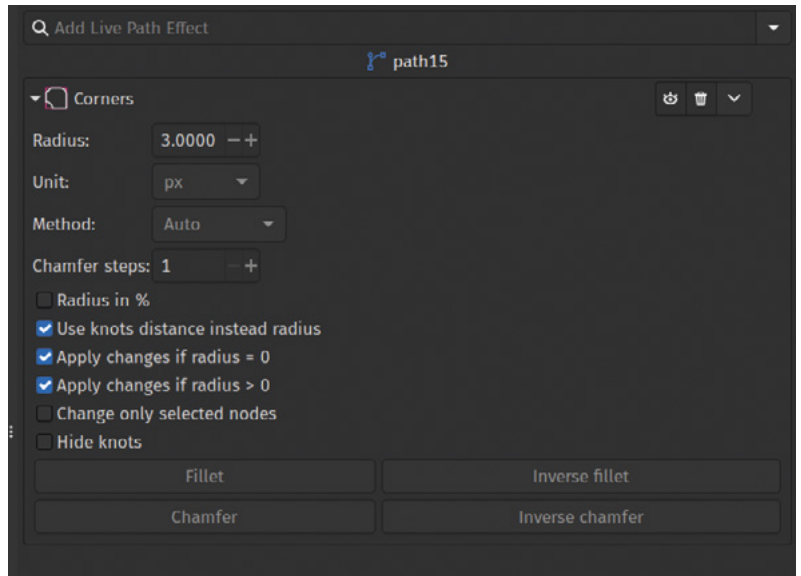 Add Live Path Effect
path15
Corners
Radius: 3.0000
Unit: px
Method: Auto
Chamfer steps: 1
Radius in %
Use knots distance instead radius
Apply changes if radius = 0
Apply changes if radius > 0
Change only selected nodes
Hide knots
Fillet Inverse fillet
Chamfer Inverse chamfer